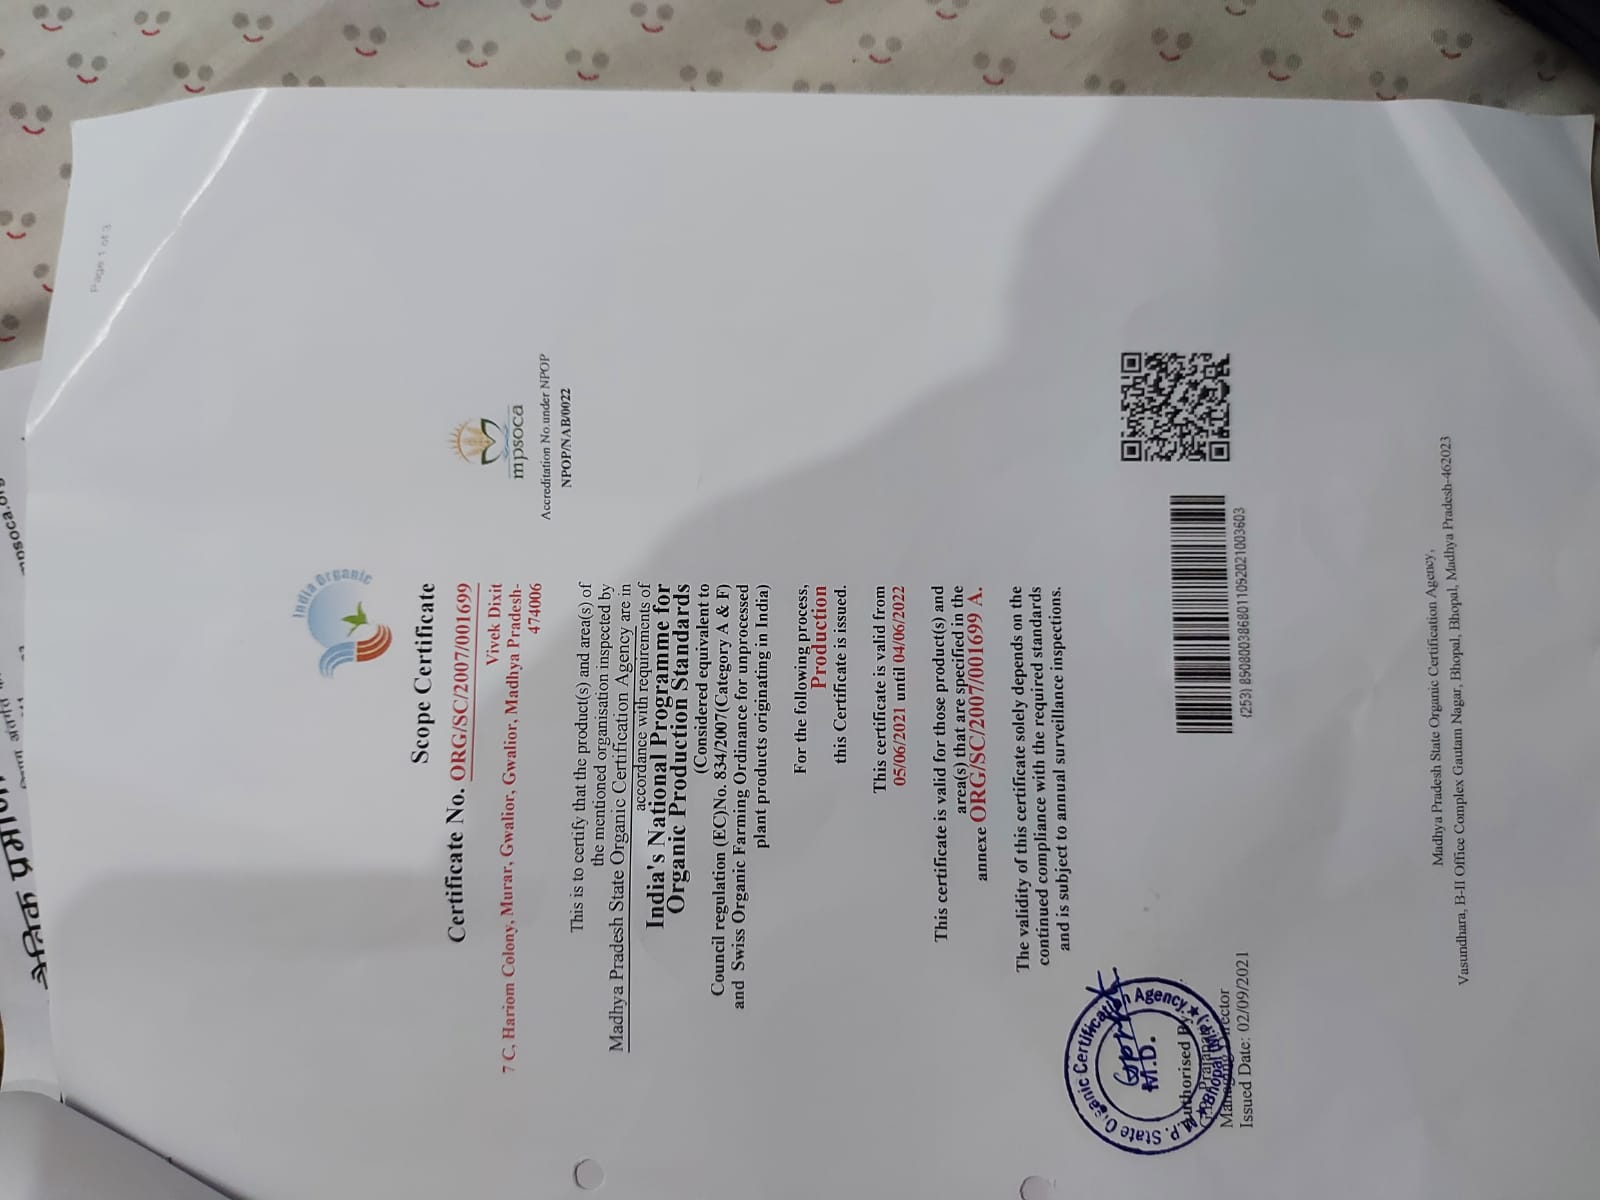 जैविक प्रमा
अंतर्गत
mpsoca.org
Page 1 of 3
India Organic
Scope Certificate
Certificate No. ORG/SC/2007/001699
Vivek Dixit
7 C, Hariom Colony, Murar, Gwalior, Gwalior, Madhya Pradesh-
474006
mpsoca
Accreditation No.under NPOP
NPOP/NAB/0022
This is to certify that the product(s) and area(s) of
the mentioned organisation inspected by
Madhya Pradesh State Organic Certification Agency are in
accordance with requirements of
India's National Programme for
Organic Production Standards
(Considered equivalent to
Council regulation (EC)No. 834/2007(Category A & F)
and Swiss Organic Farming Ordinance for unprocessed
plant products originating in India)
For the following process,
Production
this Certificate is issued.
This certificate is valid from
05/06/2021 until 04/06/2022
This certificate is valid for those product(s) and
area(s) that are specified in the
annexe ORG/SC/2007/001699 A.
The validity of this certificate solely depends on the
continued compliance with the required standards
and is subject to annual surveillance inspections.
M.P. State Organic Certification Agency, Bhopal (M.P.)
M.D.
Authorised By
Prajapati
Managing Director
Issued Date: 02/09/2021
(253) 8908003868011092021003603
Madhya Pradesh State Organic Certification Agency,
Vasundhara, B-II Office Complex Gautam Nagar, Bhopal, Bhopal, Madhya Pradesh-462023